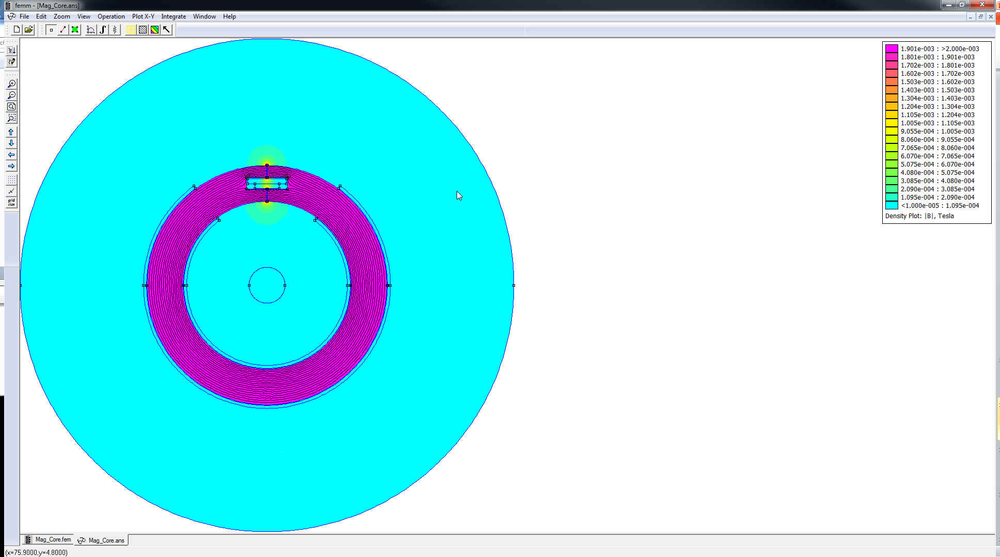 femm - [Mag_Core.ans]
File Edit Zoom View Operation Plot X-Y Integrate Window Help
1.901e-003 : >2.000e-003
1.801e-003 : 1.901e-003
1.702e-003 : 1.801e-003
1.602e-003 : 1.702e-003
1.503e-003 : 1.602e-003
1.403e-003 : 1.503e-003
1.304e-003 : 1.403e-003
1.204e-003 : 1.304e-003
1.105e-003 : 1.204e-003
1.005e-003 : 1.105e-003
9.055e-004 : 1.005e-003
8.060e-004 : 9.055e-004
7.065e-004 : 8.060e-004
6.070e-004 : 7.065e-004
5.075e-004 : 6.070e-004
4.080e-004 : 5.075e-004
3.085e-004 : 4.080e-004
2.090e-004 : 3.085e-004
1.095e-004 : 2.090e-004
<1.000e-005 : 1.095e-004
Density Plot: |B|, Tesla
grid
size
Mag_Core.fem Mag_Core.ans
(x=75.9000,y=4.8000)